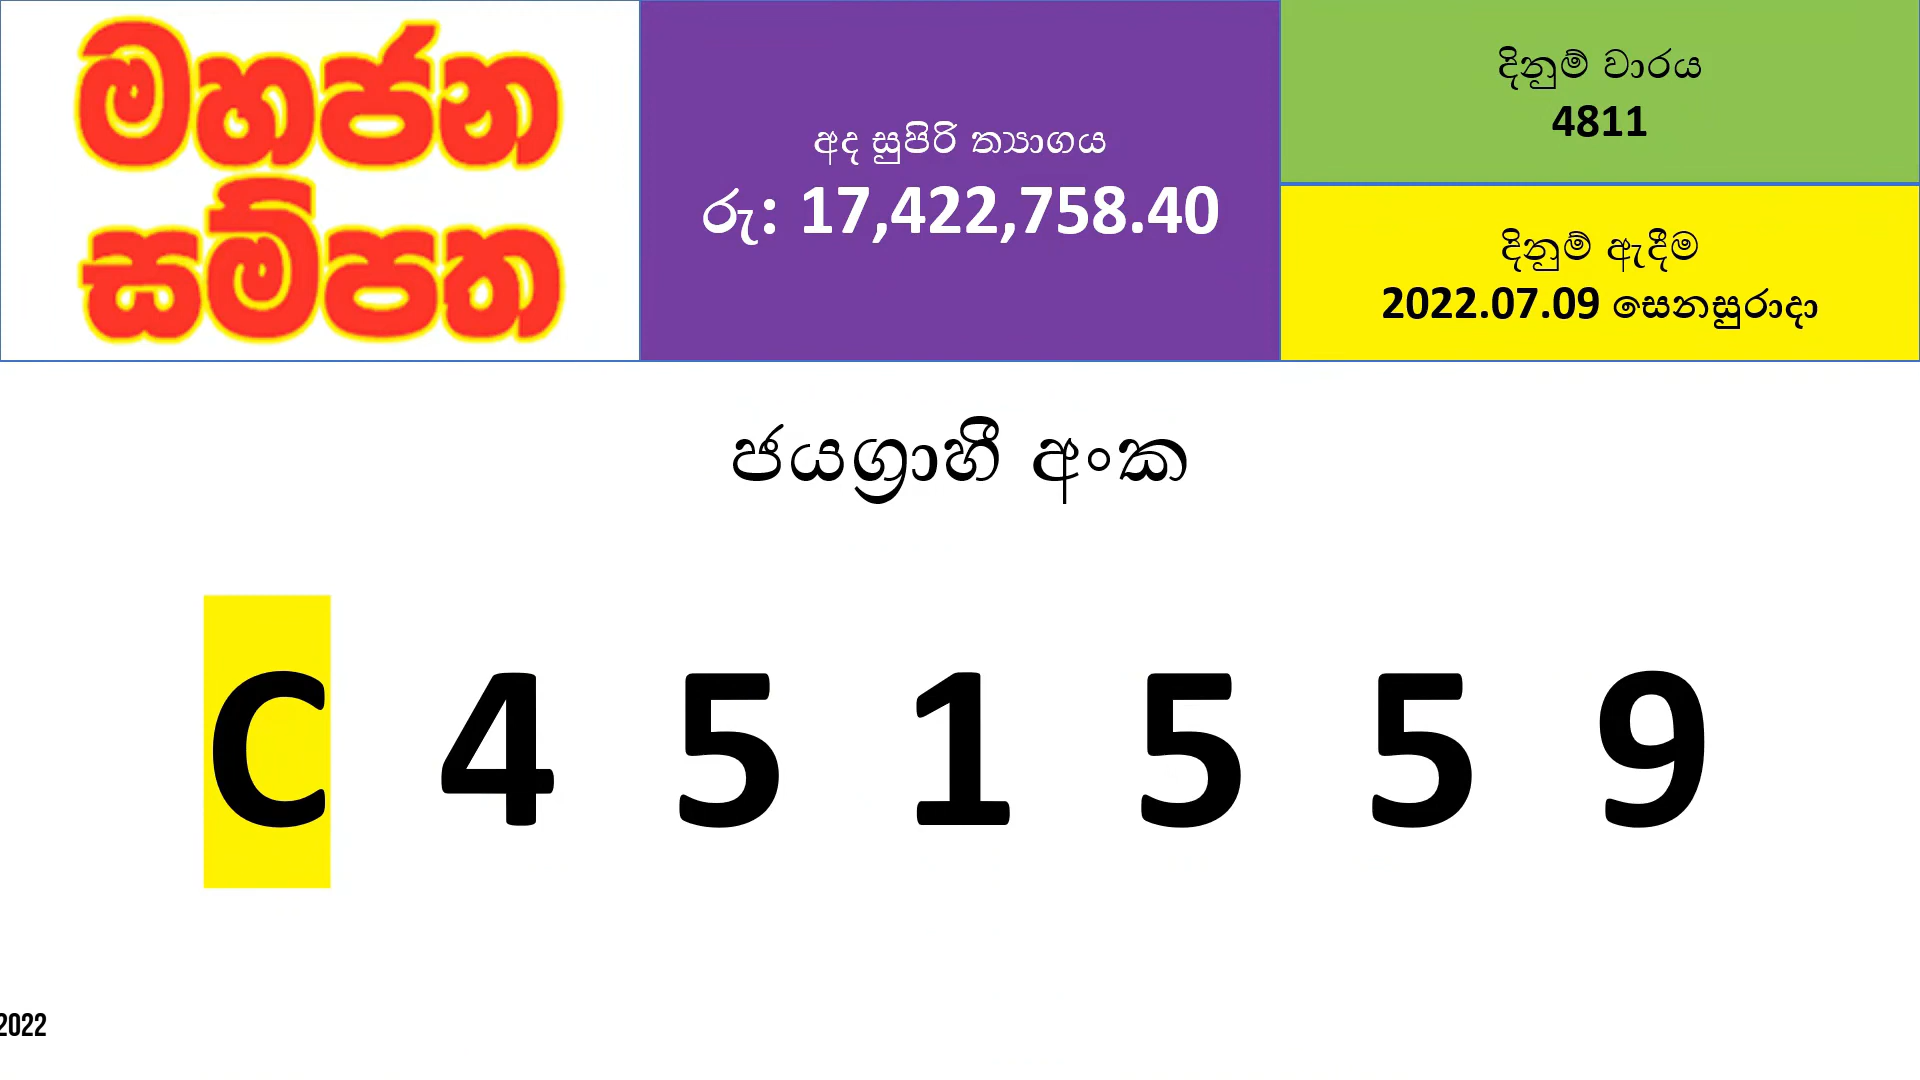 මහජන
සම්පත
අද සුපිරි ත්‍යාගය
රු: 17,422,758.40
දිනුම් වාරය
4811
දිනුම් ඇදීම
2022.07.09 සෙනසුරාදා
ජයග්‍රාහී අංක
C 4 5 1 5 5 9
2022